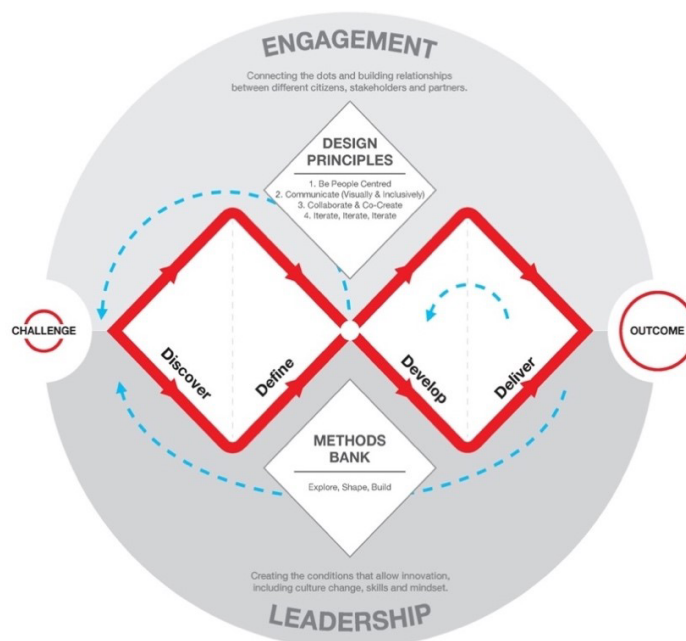 ENGAGEMENT
Connecting the dots and building relationships
between different citizens, stakeholders and partners.
DESIGN
PRINCIPLES
1. Be People Centred
2. Communicate (Visually & Inclusively)
3. Collaborate & Co-Create
4. Iterate, Iterate, Iterate
CHALLENGE
OUTCOME
Discover
Define
Develop
Deliver
METHODS
BANK
Explore, Shape, Build
Creating the conditions that allow innovation,
including culture change, skills and mindset.
LEADERSHIP